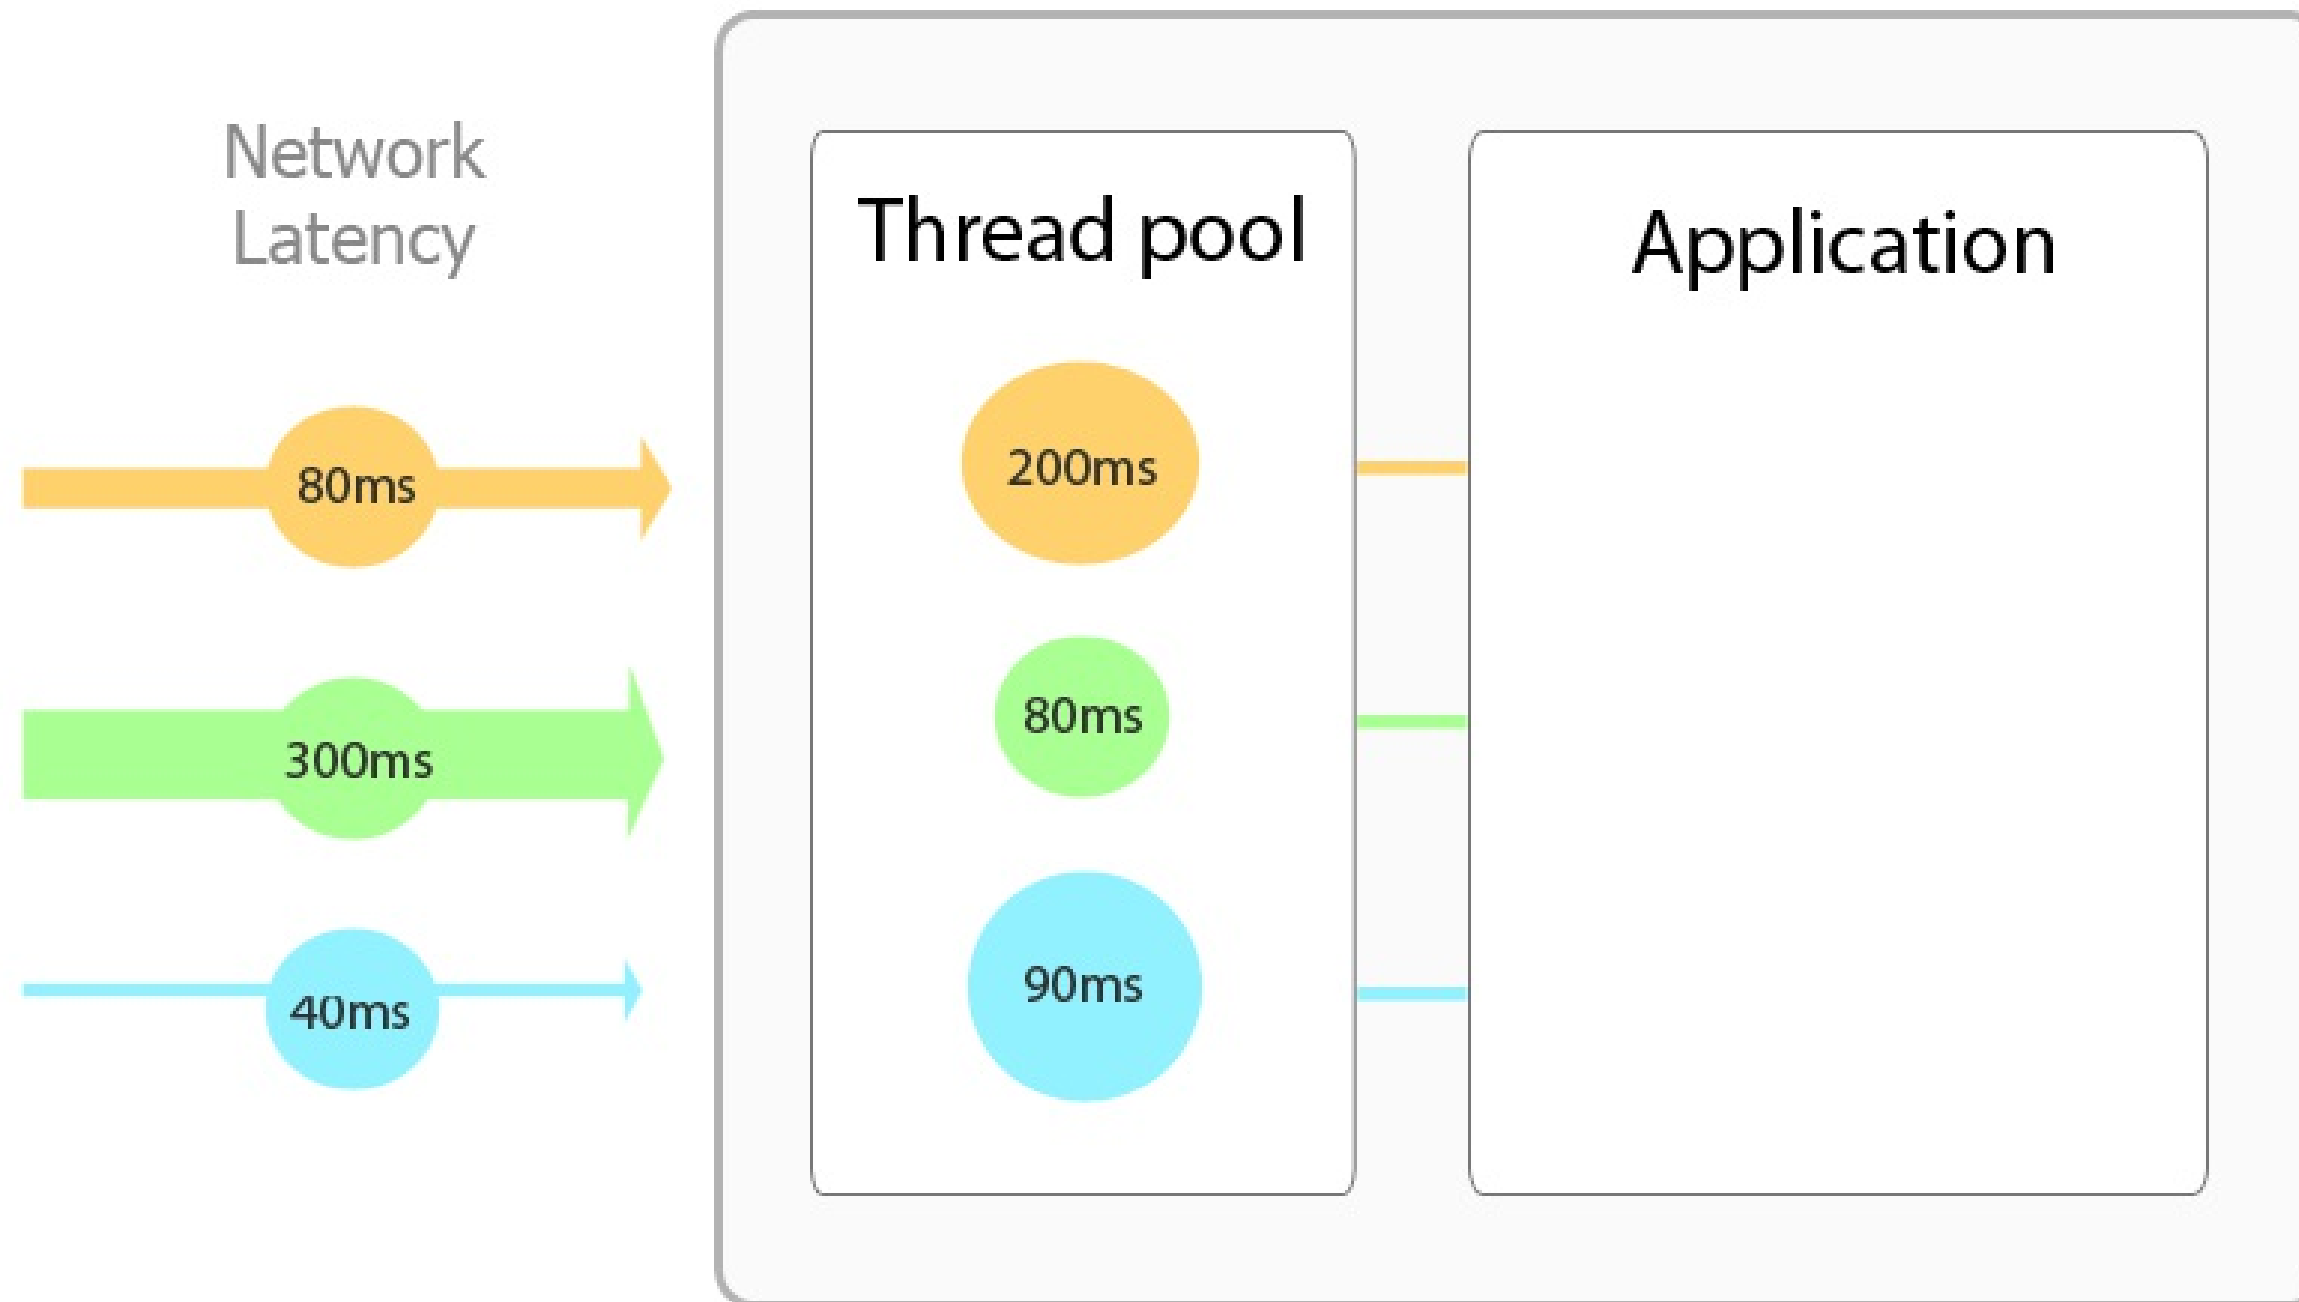 Network
Latency
Thread pool
Application
80ms
200ms
300ms
80ms
40ms
90ms